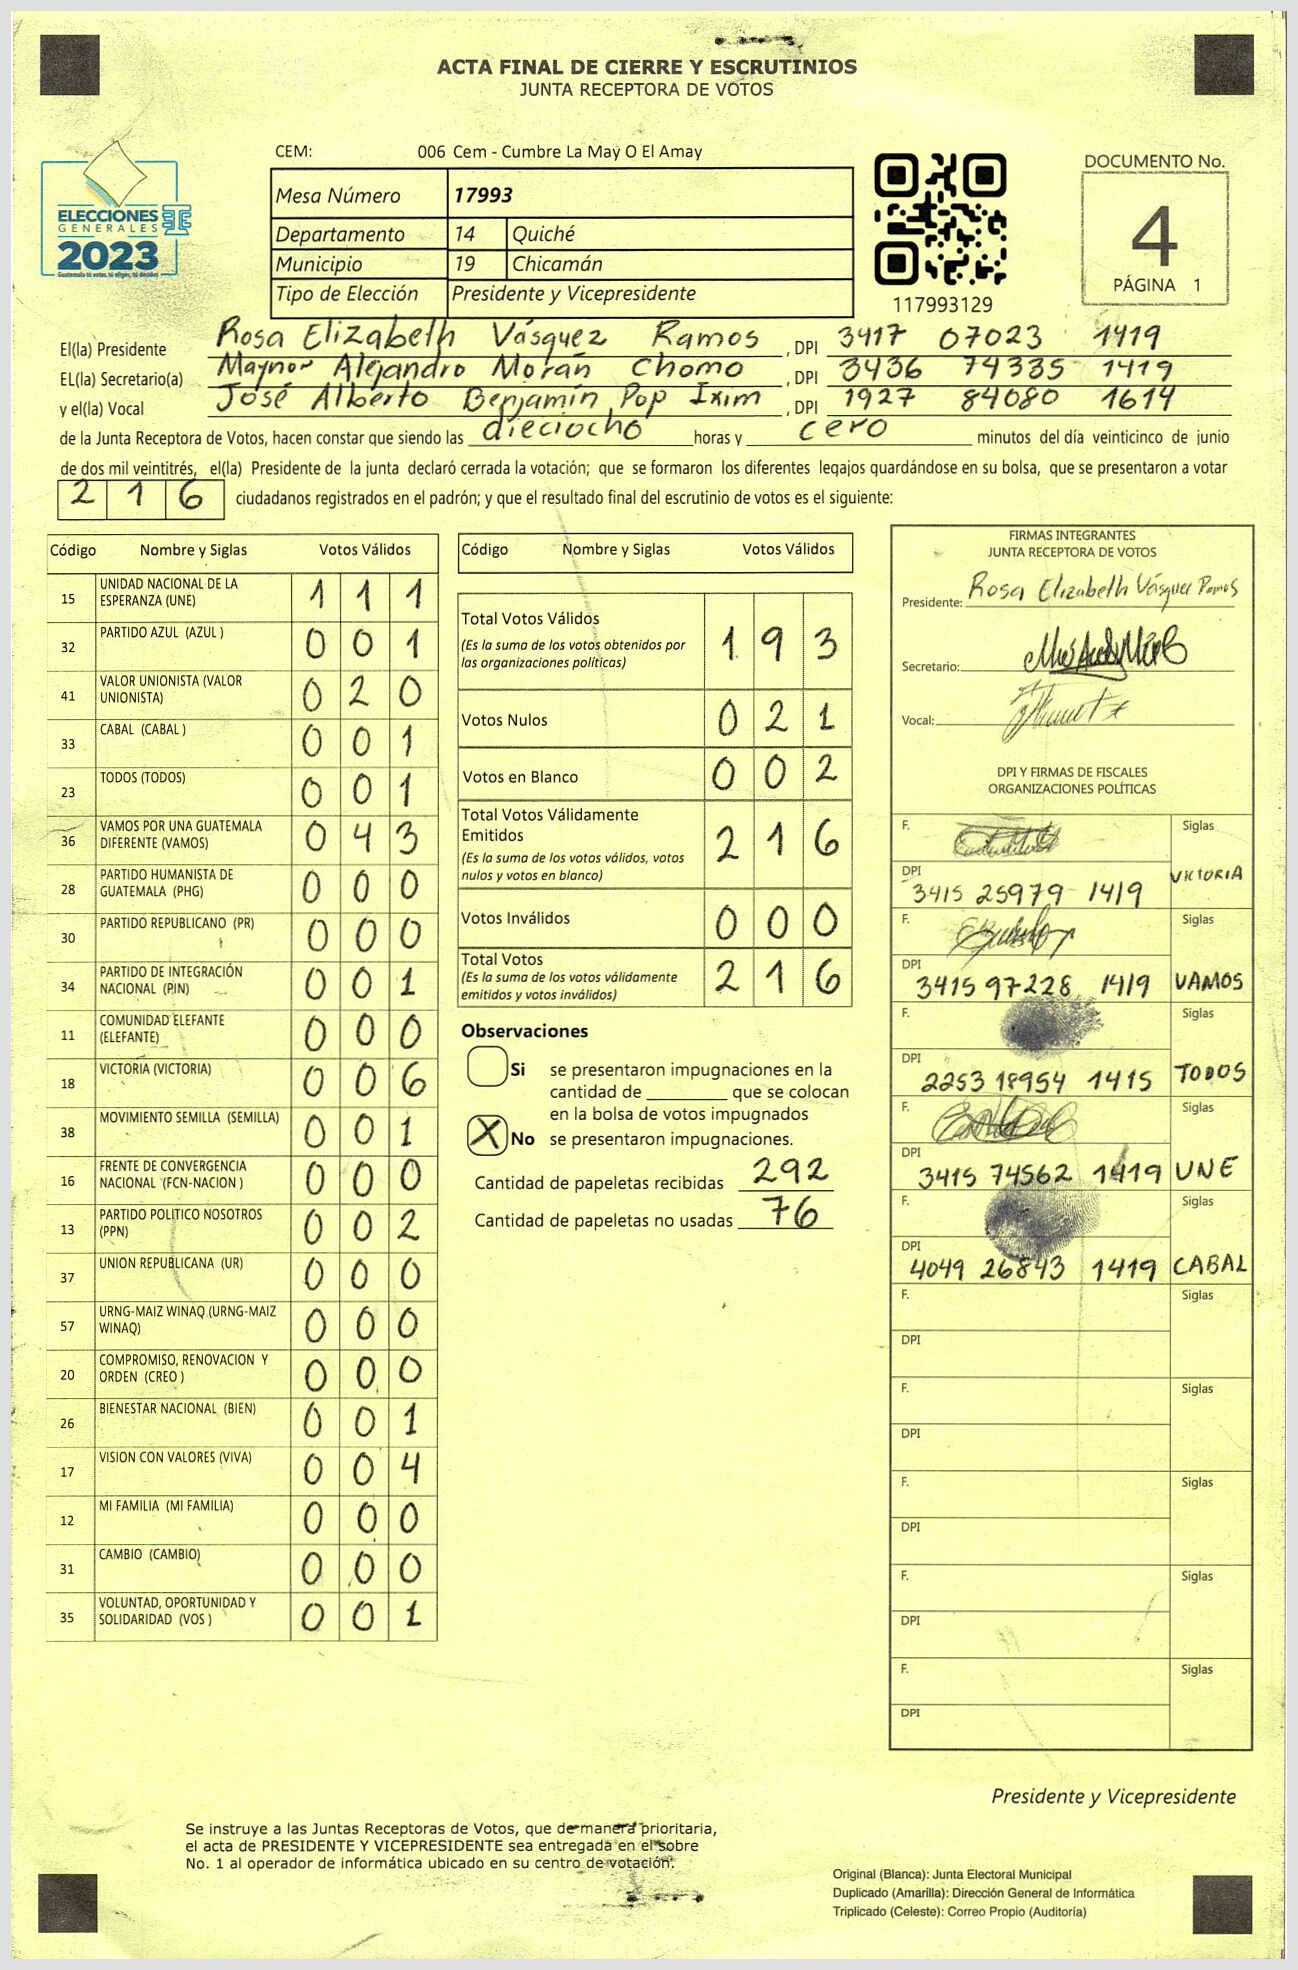 ACTA FINAL DE CIERRE Y ESCRUTINIOS
JUNTA RECEPTORA DE VOTOS
CEM: 006 Cem - Cumbre La May O El Amay
ELECCIONES
GENERALES
2023
Guatemala tú votas, tú eliges, tú decides
Mesa Número 17993
Departamento 14 Quiché
Municipio 19 Chicamán
Tipo de Elección Presidente y Vicepresidente
117993129
DOCUMENTO No.
4
PÁGINA 1
El(la) Presidente Rosa Elizabeth Vásquez Ramos , DPI 3417 07023 1419
EL(la) Secretario(a) Maynor Alejandro Morán Chomo , DPI 3436 74335 1419
y el(la) Vocal José Alberto Benjamín Pop Ixim , DPI 1927 84080 1614
de la Junta Receptora de Votos, hacen constar que siendo las dieciocho horas y cero minutos del día veinticinco de junio
de dos mil veintitrés, el(la) Presidente de la junta declaró cerrada la votación; que se formaron los diferentes legajos guardándose en su bolsa, que se presentaron a votar
216 ciudadanos registrados en el padrón; y que el resultado final del escrutinio de votos es el siguiente:
Código Nombre y Siglas Votos Válidos
15 UNIDAD NACIONAL DE LA ESPERANZA (UNE) 1 1 1
32 PARTIDO AZUL (AZUL ) 0 0 1
41 VALOR UNIONISTA (VALOR UNIONISTA) 0 2 0
33 CABAL (CABAL ) 0 0 1
23 TODOS (TODOS) 0 0 1
36 VAMOS POR UNA GUATEMALA DIFERENTE (VAMOS) 0 4 3
28 PARTIDO HUMANISTA DE GUATEMALA (PHG) 0 0 0
30 PARTIDO REPUBLICANO (PR) 0 0 0
34 PARTIDO DE INTEGRACIÓN NACIONAL (PIN) 0 0 1
11 COMUNIDAD ELEFANTE (ELEFANTE) 0 0 0
18 VICTORIA (VICTORIA) 0 0 6
38 MOVIMIENTO SEMILLA (SEMILLA) 0 0 1
16 FRENTE DE CONVERGENCIA NACIONAL (FCN-NACION ) 0 0 0
13 PARTIDO POLITICO NOSOTROS (PPN) 0 0 2
37 UNION REPUBLICANA (UR) 0 0 0
57 URNG-MAIZ WINAQ (URNG-MAIZ WINAQ) 0 0 0
20 COMPROMISO, RENOVACION Y ORDEN (CREO ) 0 0 0
26 BIENESTAR NACIONAL (BIEN) 0 0 1
17 VISION CON VALORES (VIVA) 0 0 4
12 MI FAMILIA (MI FAMILIA) 0 0 0
31 CAMBIO (CAMBIO) 0 0 0
35 VOLUNTAD, OPORTUNIDAD Y SOLIDARIDAD (VOS ) 0 0 1
Código Nombre y Siglas Votos Válidos
Total Votos Válidos 1 9 3
(Es la suma de los votos obtenidos por
las organizaciones políticas)
Votos Nulos 0 2 1
Votos en Blanco 0 0 2
Total Votos Válidamente
Emitidos 2 1 6
(Es la suma de los votos válidos, votos
nulos y votos en blanco)
Votos Inválidos 0 0 0
Total Votos 2 1 6
(Es la suma de los votos válidamente
emitidos y votos inválidos)
Observaciones
Si se presentaron impugnaciones en la
cantidad de ________ que se colocan
en la bolsa de votos impugnados
X No se presentaron impugnaciones.
Cantidad de papeletas recibidas 292
Cantidad de papeletas no usadas 76
FIRMAS INTEGRANTES
JUNTA RECEPTORA DE VOTOS
Presidente: Rosa Elizabeth Vásquez Ramos
Secretario:
Vocal:
DPI Y FIRMAS DE FISCALES
ORGANIZACIONES POLÍTICAS
F. Siglas
DPI 3415 25979 1419 VICTORIA
F. Siglas
DPI 3415 97228 1419 VAMOS
F. Siglas
DPI 2253 18954 1415 TODOS
F. Siglas
DPI 3415 74562 1419 UNE
F. Siglas
DPI 4049 26843 1419 CABAL
F. Siglas
DPI
F. Siglas
DPI
F. Siglas
DPI
F. Siglas
DPI
F. Siglas
DPI
Presidente y Vicepresidente
Se instruye a las Juntas Receptoras de Votos, que de manera prioritaria,
el acta de PRESIDENTE Y VICEPRESIDENTE sea entregada en el sobre
No. 1 al operador de informática ubicado en su centro de votación.
Original (Blanca): Junta Electoral Municipal
Duplicado (Amarilla): Dirección General de Informática
Triplicado (Celeste): Correo Propio (Auditoría)